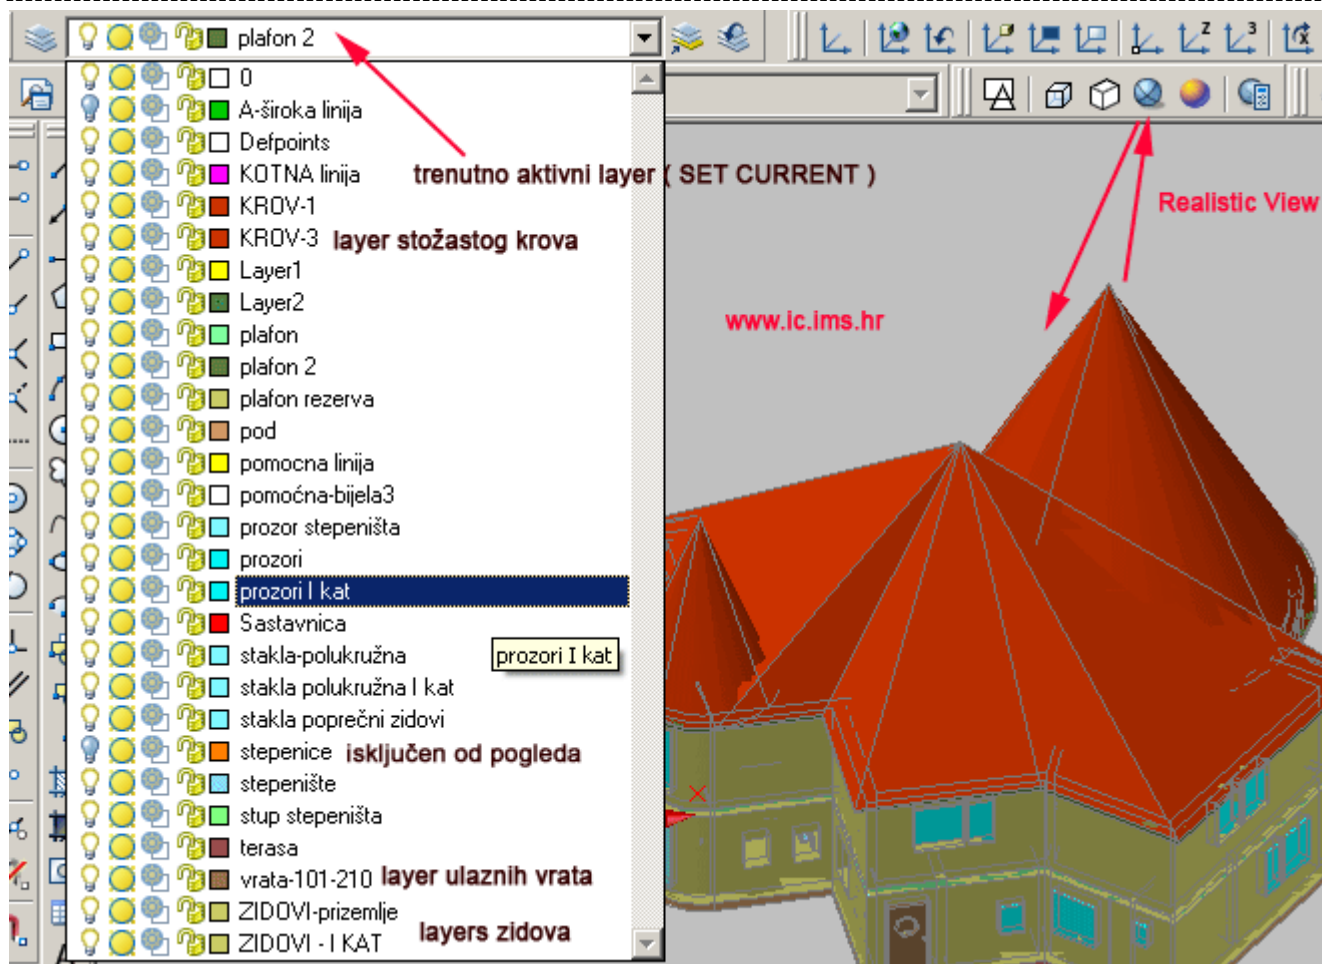 plafon 2
0
A-široka linija
Defpoints
KOTNA linija
trenutno aktivni layer ( SET CURRENT )
Realistic View
KROV-1
KROV-3
layer stožastog krova
Layer1
Layer2
www.ic.ims.hr
plafon
plafon 2
plafon rezerva
pod
pomocna linija
pomoćna-bijela3
prozor stepeništa
prozori
prozori I kat
Sastavnica
stakla-polukružna
prozori I kat
stakla polukružna I kat
stakla poprečni zidovi
stepenice
isključen od pogleda
stepenište
stup stepeništa
terasa
vrata-101-210
layer ulaznih vrata
ZIDOVI-prizemlje
layers zidova
ZIDOVI - I KAT